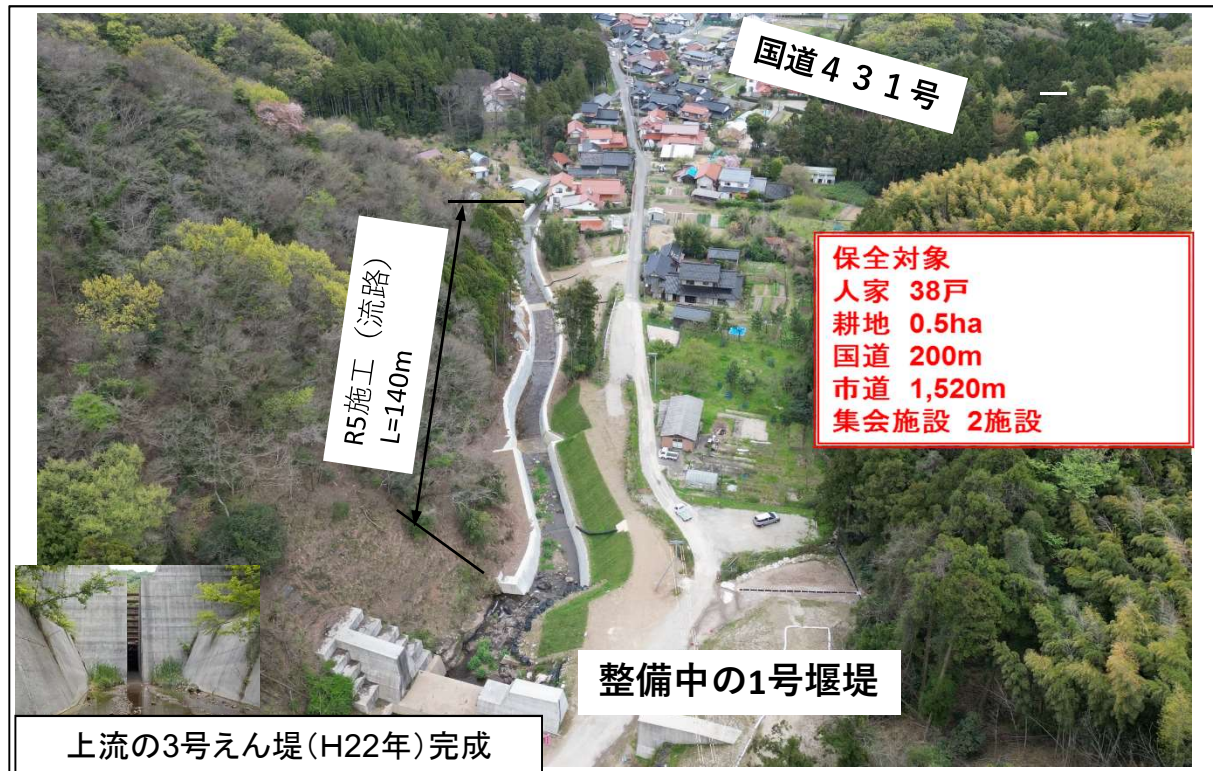 国道４３１号
保全対象
人家 38戸
耕地 0.5ha
国道 200m
市道 1,520m
集会施設 2施設
R5施工（流路）
L=140m
整備中の1号堰堤
上流の3号えん堤(H22年)完成